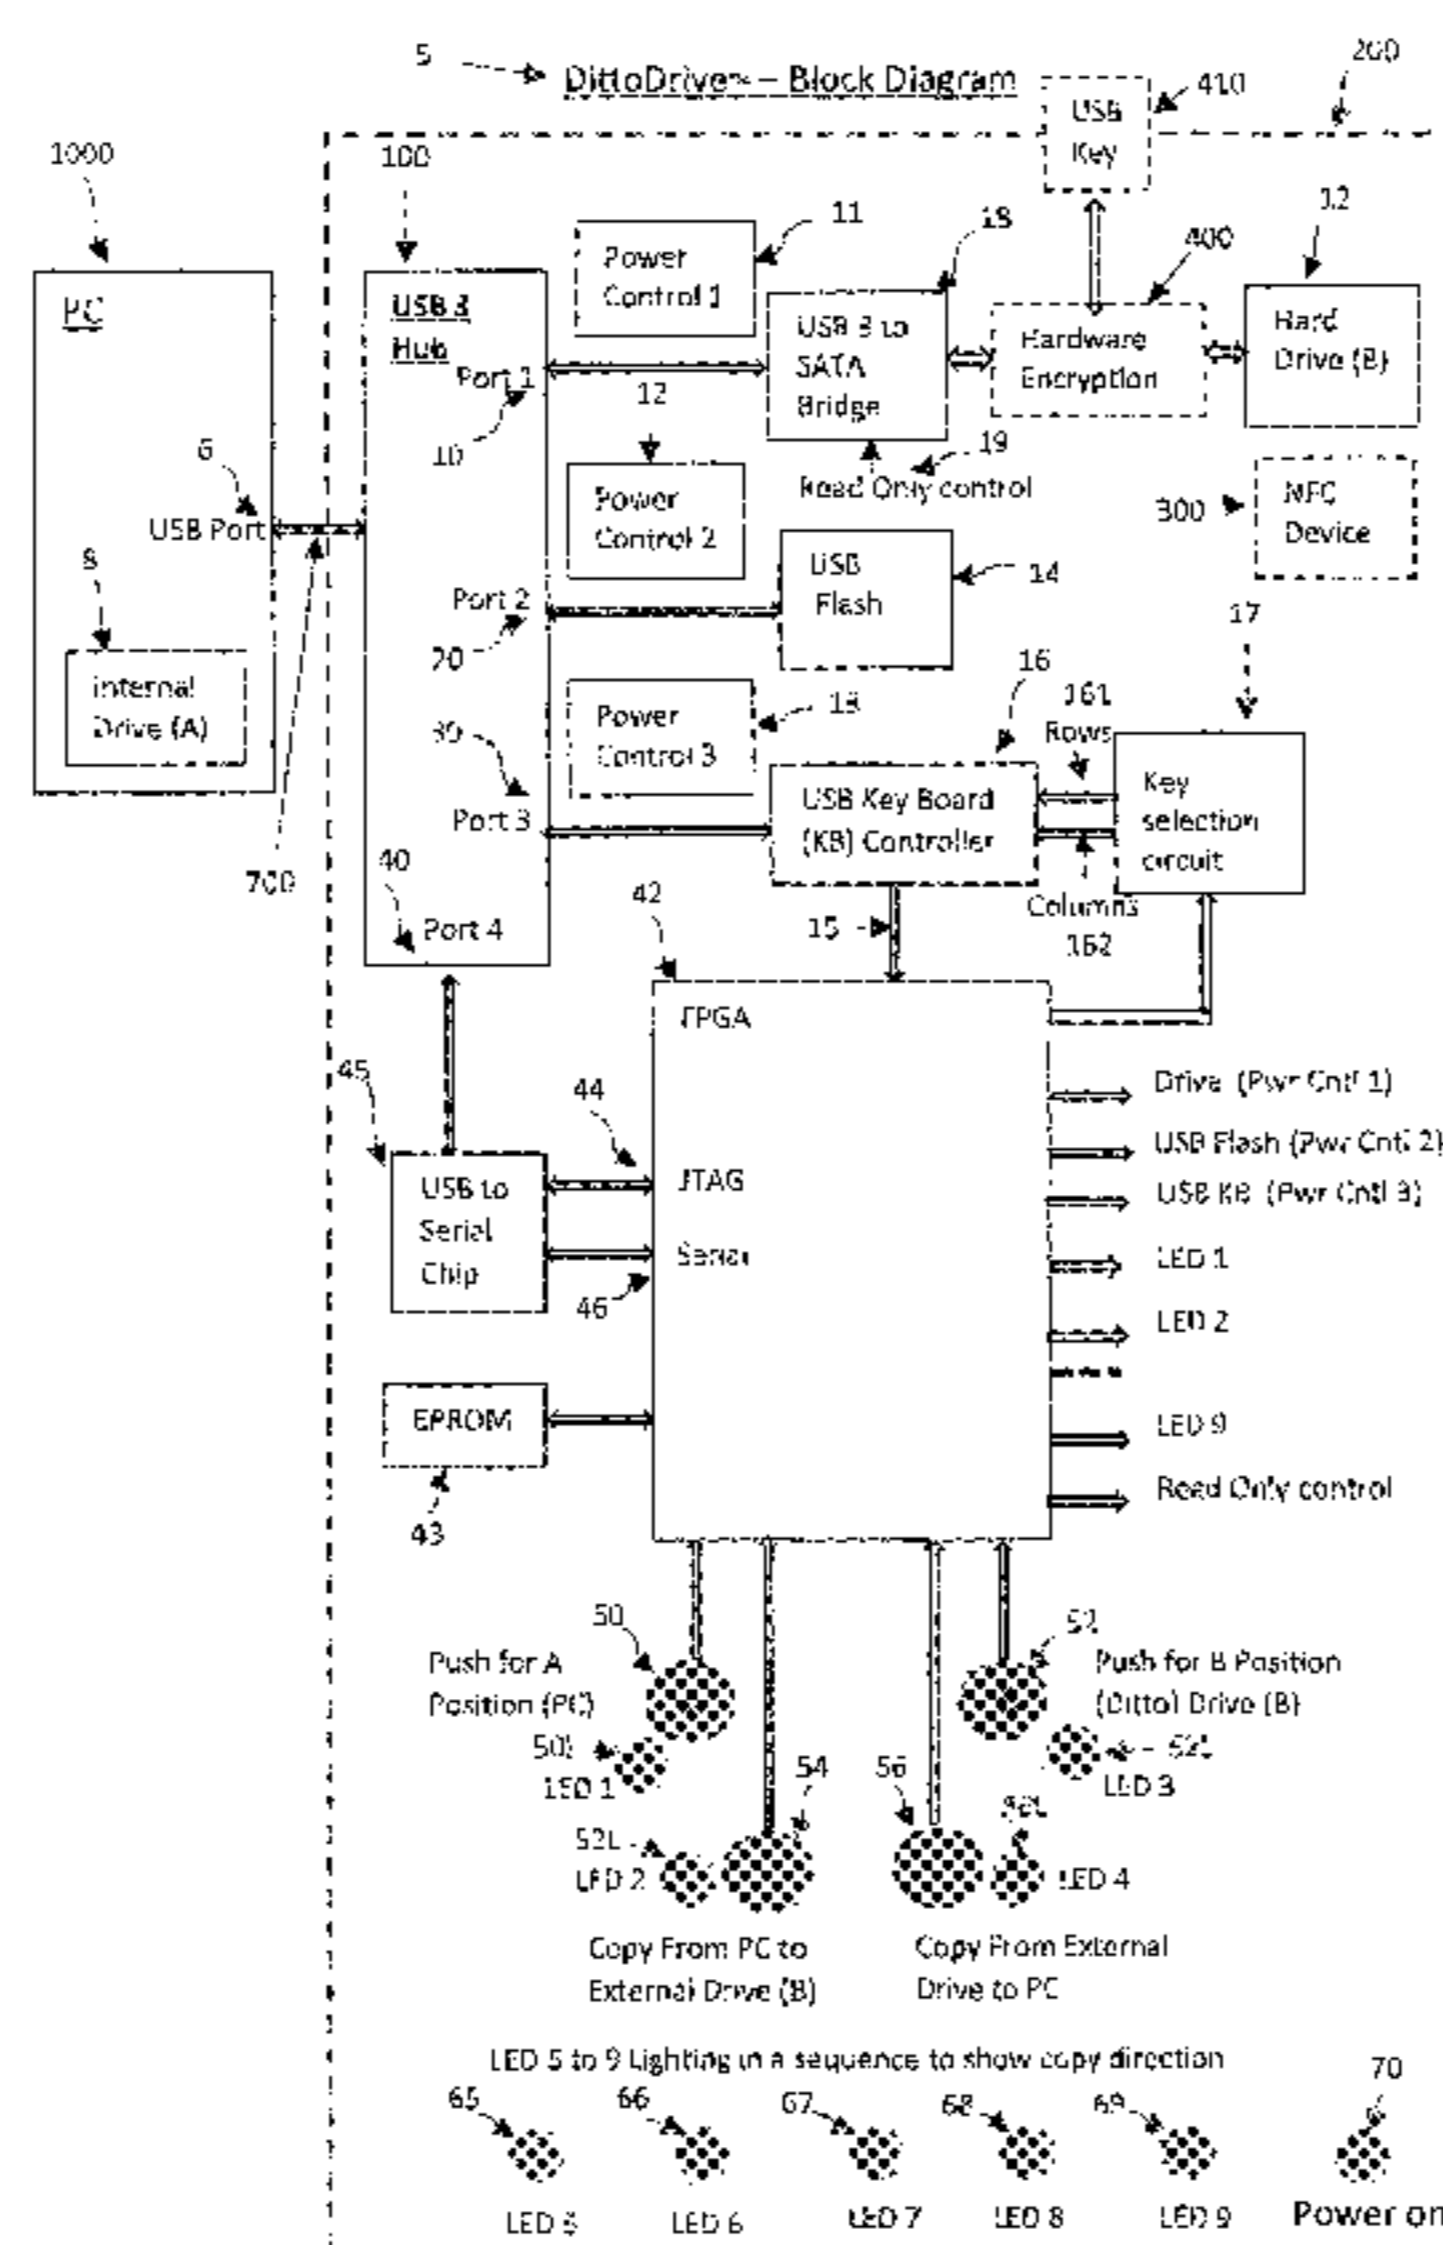 5
DittoDrive™ – Block Diagram
200
USB
Key
410
1000
100
11
18
12
400
PC
USB 3
Hub
Power
Control 1
USB 3 to
SATA
Bridge
Hardware
Encryption
Hard
Drive (B)
Port 1
10
12
19
Read Only control
6
USB Port
Power
Control 2
300
NFC
Device
8
Port 2
20
USB
Flash
14
17
Internal
Drive (A)
30
Power
Control 3
13
16
161
Rows
Port 3
USB Key Board
(KB) Controller
Key
selection
circuit
700
40
Port 4
42
15
Columns
162
FPGA
45
44
Drive (Pwr Cntl 1)
USB Flash (Pwr Cntl 2)
USB KB (Pwr Cntl 3)
USB to
Serial
Chip
JTAG
Serial
46
LED 1
LED 2
EPROM
43
LED 9
Read Only control
50
52
Push for A
Position (PC)
Push for B Position
(Ditto) Drive (B)
50L
LED 1
52L
LED 3
54
56
52L
LED 2
56L
LED 4
Copy From PC to
External Drive (B)
Copy From External
Drive to PC
LED 5 to 9 Lighting in a sequence to show copy direction
65
66
67
68
69
70
LED 5
LED 6
LED 7
LED 8
LED 9
Power on